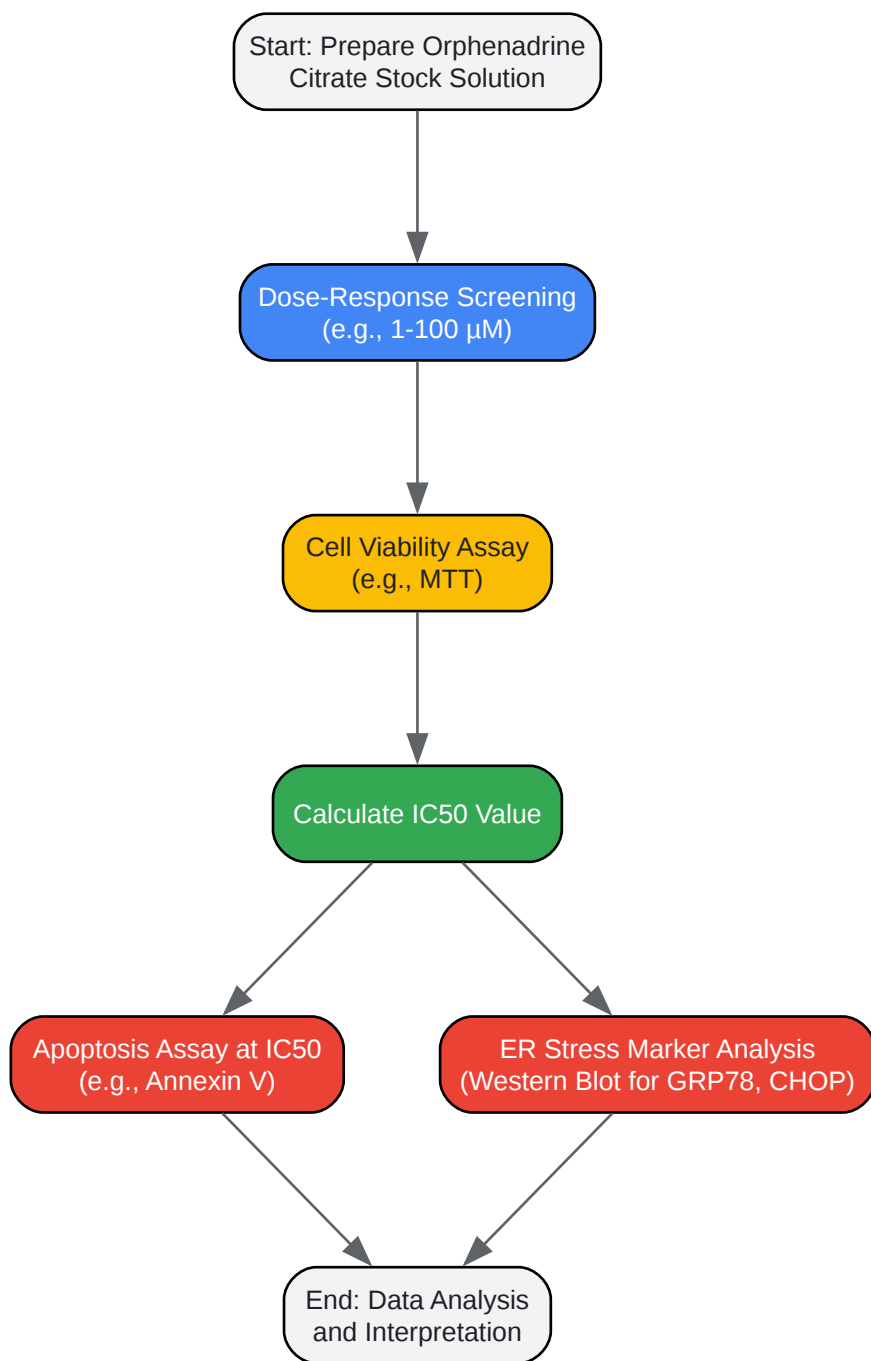 Start: Prepare Orphenadrine
Citrate Stock Solution
Dose-Response Screening
(e.g., 1-100 µM)
Cell Viability Assay
(e.g., MTT)
Calculate IC50 Value
Apoptosis Assay at IC50
(e.g., Annexin V)
ER Stress Marker Analysis
(Western Blot for GRP78, CHOP)
End: Data Analysis
and Interpretation